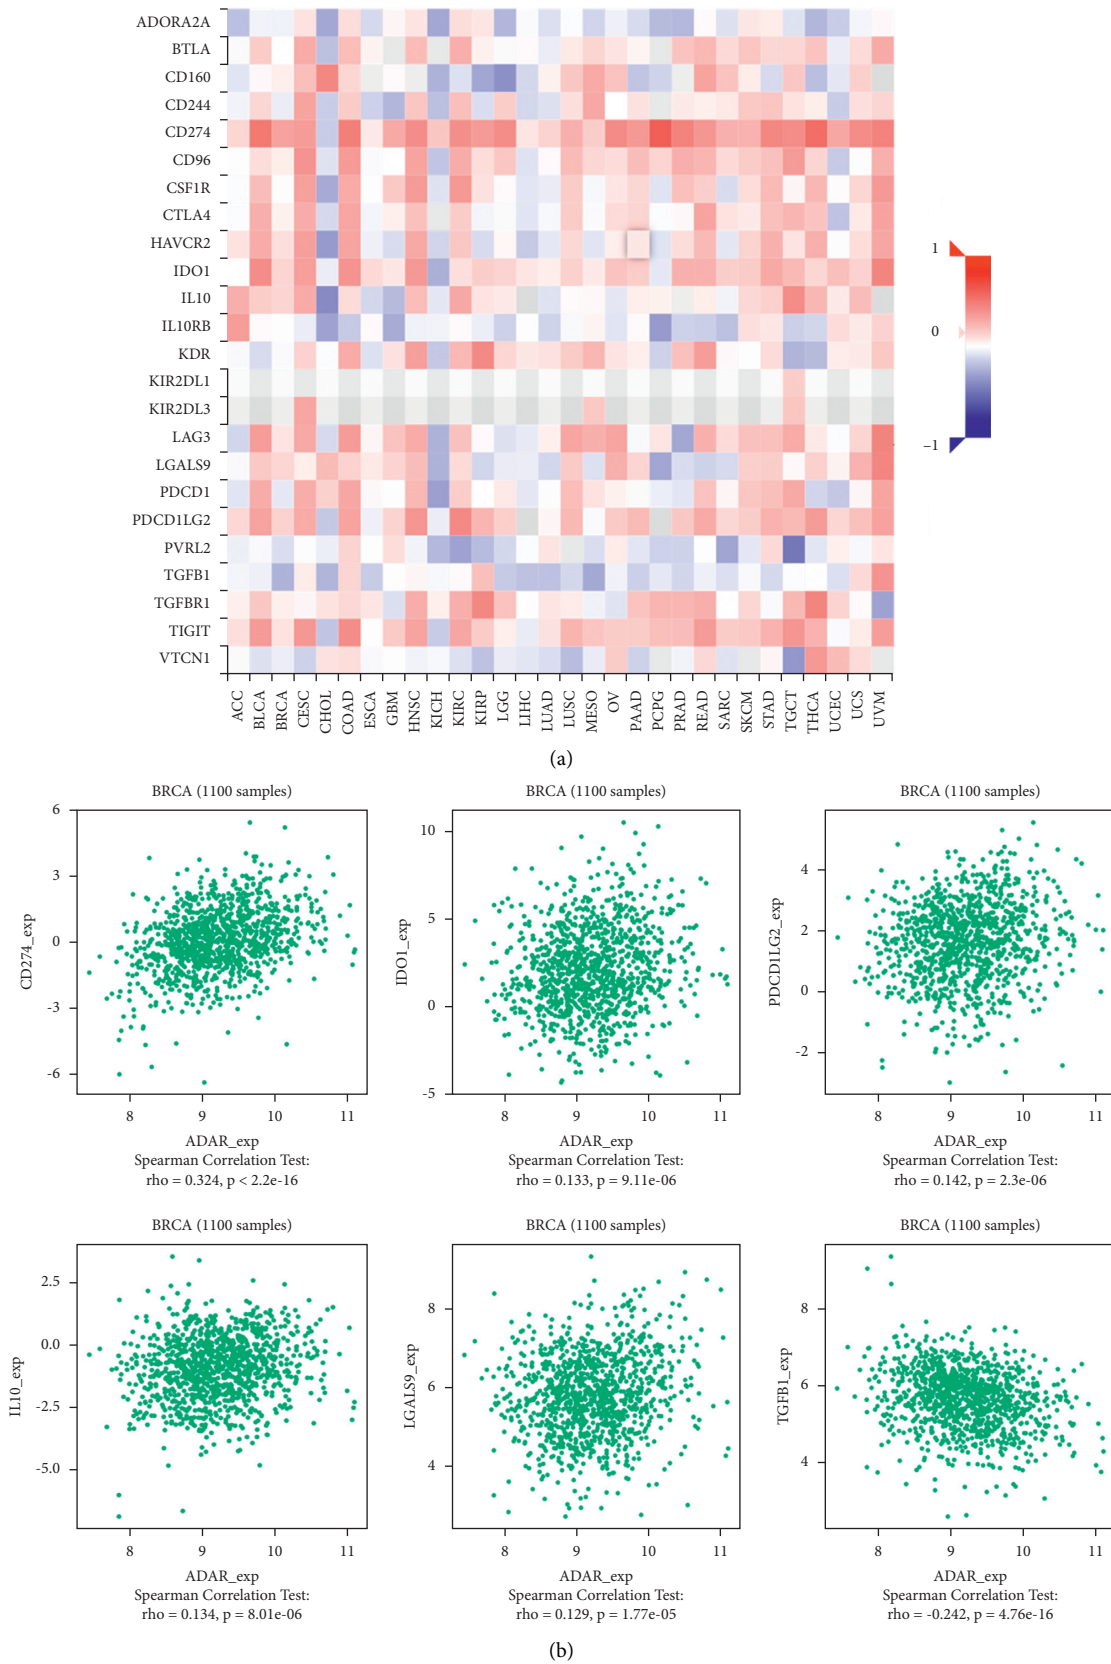 ADORA2A
BTLA
CD160
CD244
CD274
CD96
CSF1R
CTLA4
HAVCR2
IDO1
IL10
IL10RB
KDR
KIR2DL1
KIR2DL3
LAG3
LGALS9
PDCD1
PDCD1LG2
PVRL2
TGFB1
TGFBR1
TIGIT
VTCN1
1
0
−1
ACC BLCA BRCA CESC CHOL COAD ESCA GBM HNSC KICH KIRC KIRP LGG LIHC LUAD LUSC MESO OV PAAD PCPG PRAD READ SARC SKCM STAD TGCT THCA UCEC UCS UVM
(a)
BRCA (1100 samples)
CD274_exp
6
3
0
-3
-6
8 9 10 11
ADAR_exp
Spearman Correlation Test:
rho = 0.324, p < 2.2e-16
BRCA (1100 samples)
IDO1_exp
10
5
0
-5
8 9 10 11
ADAR_exp
Spearman Correlation Test:
rho = 0.133, p = 9.11e-06
BRCA (1100 samples)
PDCD1LG2_exp
4
2
0
-2
8 9 10 11
ADAR_exp
Spearman Correlation Test:
rho = 0.142, p = 2.3e-06
BRCA (1100 samples)
IL10_exp
2.5
0.0
-2.5
-5.0
8 9 10 11
ADAR_exp
Spearman Correlation Test:
rho = 0.134, p = 8.01e-06
BRCA (1100 samples)
LGALS9_exp
8
6
4
8 9 10 11
ADAR_exp
Spearman Correlation Test:
rho = 0.129, p = 1.77e-05
BRCA (1100 samples)
TGFB1_exp
8
6
4
8 9 10 11
ADAR_exp
Spearman Correlation Test:
rho = -0.242, p = 4.76e-16
(b)